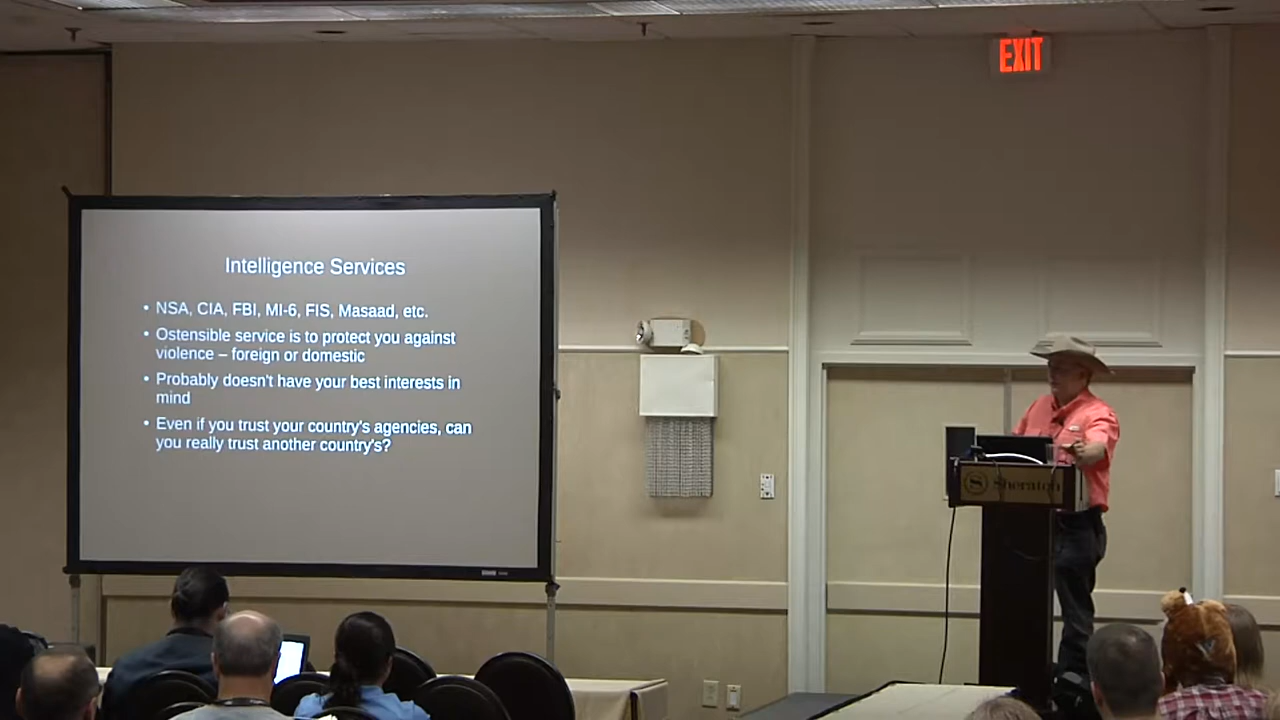 EXIT
Intelligence Services
• NSA, CIA, FBI, MI-6, FIS, Masaad, etc.
• Ostensible service is to protect you against
violence – foreign or domestic
• Probably doesn't have your best interests in
mind
• Even if you trust your country's agencies, can
you really trust another country's?
S Sheraton